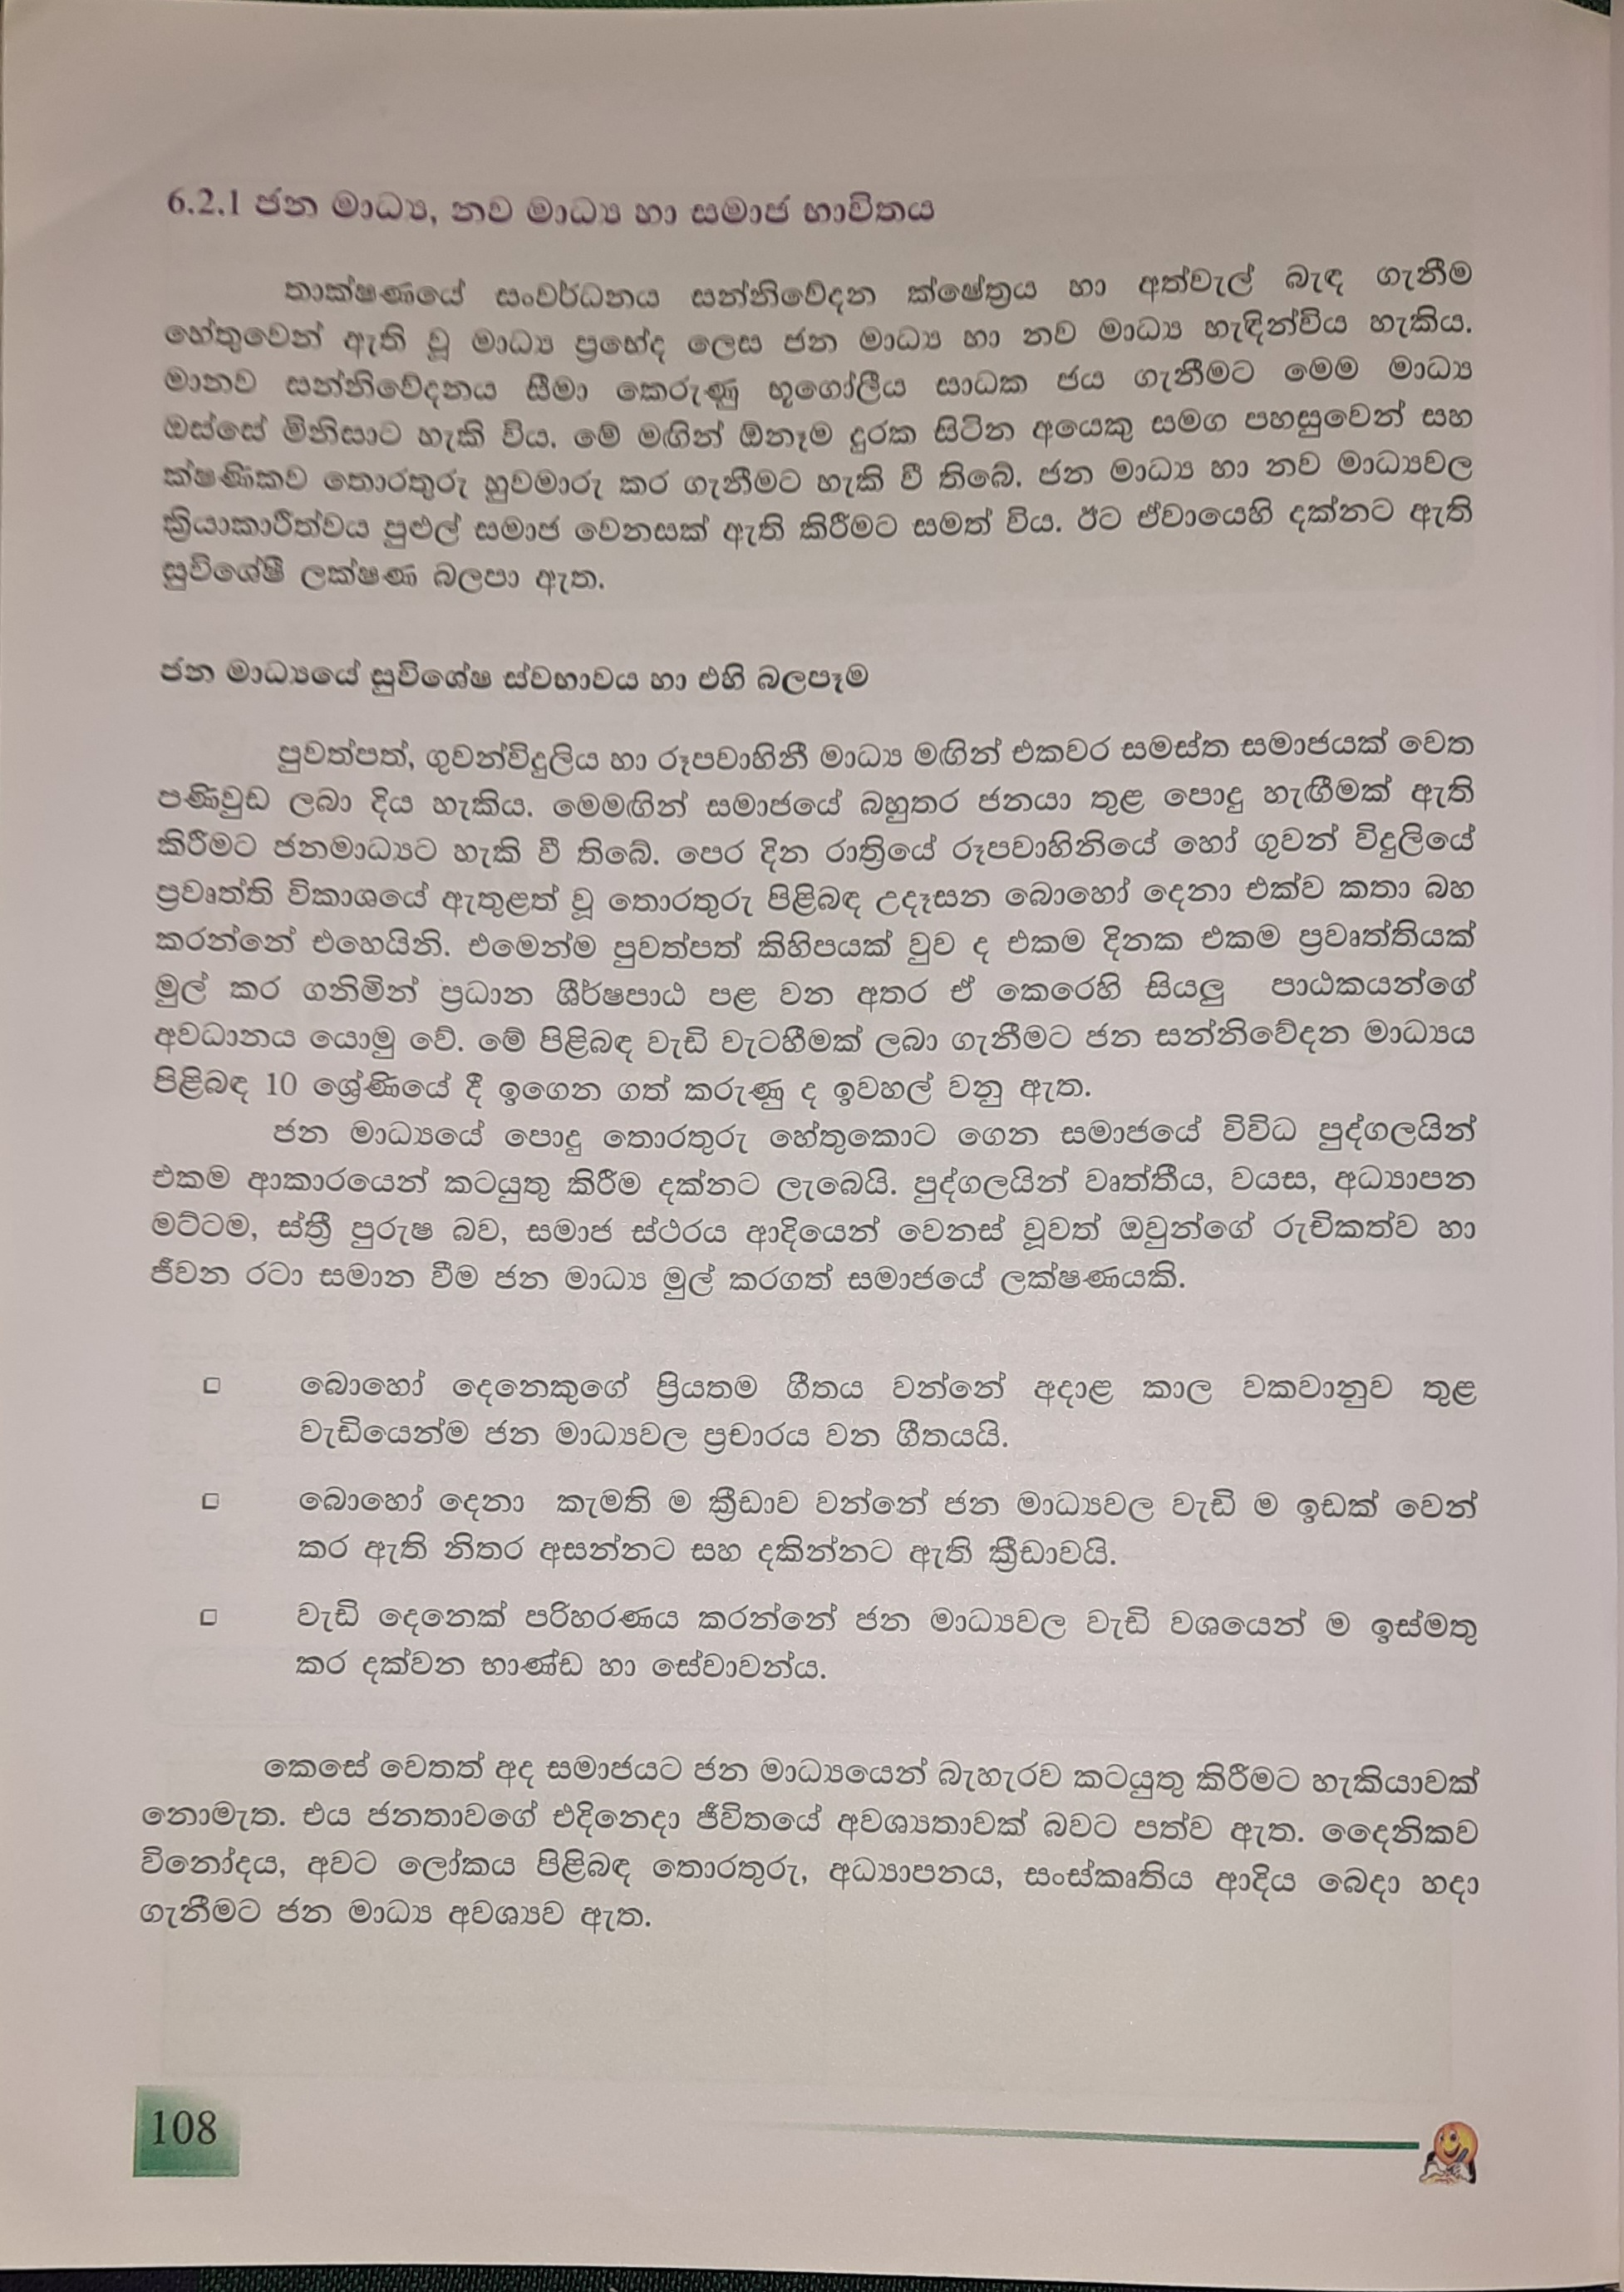 6.2.1 ජන මාධ්‍ය, නව මාධ්‍ය හා සමාජ භාවිතය
තාක්ෂණයේ සංවර්ධනය සන්නිවේදන ක්ෂේත්‍රය හා අත්වැල් බැඳ ගැනීම
හේතුවෙන් ඇති වූ මාධ්‍ය ප්‍රභේද ලෙස ජන මාධ්‍ය හා නව මාධ්‍ය හැඳින්විය හැකිය.
මානව සන්නිවේදනය සීමා කෙරුණු භූගෝලීය සාධක ජය ගැනීමට මෙම මාධ්‍ය
ඔස්සේ මිනිසාට හැකි විය. මේ මඟින් ඕනෑම දුරක සිටින අයෙකු සමග පහසුවෙන් සහ
ක්ෂණිකව තොරතුරු හුවමාරු කර ගැනීමට හැකි වී තිබේ. ජන මාධ්‍ය හා නව මාධ්‍යවල
ක්‍රියාකාරීත්වය පුළුල් සමාජ වෙනසක් ඇති කිරීමට සමත් විය. ඊට ඒවායෙහි දක්නට ඇති
සුවිශේෂී ලක්ෂණ බලපා ඇත.
ජන මාධ්‍යයේ සුවිශේෂ ස්වභාවය හා එහි බලපෑම
පුවත්පත්, ගුවන්විදුලිය හා රූපවාහිනී මාධ්‍ය මඟින් එකවර සමස්ත සමාජයක් වෙත
පණිවුඩ ලබා දිය හැකිය. මෙමඟින් සමාජයේ බහුතර ජනයා තුළ පොදු හැඟීමක් ඇති
කිරීමට ජනමාධ්‍යට හැකි වී තිබේ. පෙර දින රාත්‍රියේ රූපවාහිනියේ හෝ ගුවන් විදුලියේ
ප්‍රවෘත්ති විකාශයේ ඇතුළත් වූ තොරතුරු පිළිබඳ උදෑසන බොහෝ දෙනා එක්ව කතා බහ
කරන්නේ එහෙයිනි. එමෙන්ම පුවත්පත් කිහිපයක් වුව ද එකම දිනක එකම ප්‍රවෘත්තියක්
මුල් කර ගනිමින් ප්‍රධාන ශීර්ෂපාඨ පළ වන අතර ඒ කෙරෙහි සියලු පාඨකයන්ගේ
අවධානය යොමු වේ. මේ පිළිබඳ වැඩි වැටහීමක් ලබා ගැනීමට ජන සන්නිවේදන මාධ්‍යය
පිළිබඳ 10 ශ්‍රේණියේ දී ඉගෙන ගත් කරුණු ද ඉවහල් වනු ඇත.
ජන මාධ්‍යයේ පොදු තොරතුරු හේතුකොට ගෙන සමාජයේ විවිධ පුද්ගලයින්
එකම ආකාරයෙන් කටයුතු කිරීම දක්නට ලැබෙයි. පුද්ගලයින් වෘත්තීය, වයස, අධ්‍යාපන
මට්ටම, ස්ත්‍රී පුරුෂ බව, සමාජ ස්ථරය ආදියෙන් වෙනස් වූවත් ඔවුන්ගේ රුචිකත්ව හා
ජීවන රටා සමාන වීම ජන මාධ්‍ය මුල් කරගත් සමාජයේ ලක්ෂණයකි.
□ බොහෝ දෙනෙකුගේ ප්‍රියතම ගීතය වන්නේ අදාළ කාල වකවානුව තුළ
වැඩියෙන්ම ජන මාධ්‍යවල ප්‍රචාරය වන ගීතයයි.
□ බොහෝ දෙනා කැමති ම ක්‍රීඩාව වන්නේ ජන මාධ්‍යවල වැඩි ම ඉඩක් වෙන්
කර ඇති නිතර අසන්නට සහ දකින්නට ඇති ක්‍රීඩාවයි.
□ වැඩි දෙනෙක් පරිහරණය කරන්නේ ජන මාධ්‍යවල වැඩි වශයෙන් ම ඉස්මතු
කර දක්වන භාණ්ඩ හා සේවාවන්ය.
කෙසේ වෙතත් අද සමාජයට ජන මාධ්‍යයෙන් බැහැරව කටයුතු කිරීමට හැකියාවක්
නොමැත. එය ජනතාවගේ එදිනෙදා ජීවිතයේ අවශ්‍යතාවක් බවට පත්ව ඇත. දෛනිකව
විනෝදය, අවට ලෝකය පිළිබඳ තොරතුරු, අධ්‍යාපනය, සංස්කෘතිය ආදිය බෙදා හදා
ගැනීමට ජන මාධ්‍ය අවශ්‍යව ඇත.
108